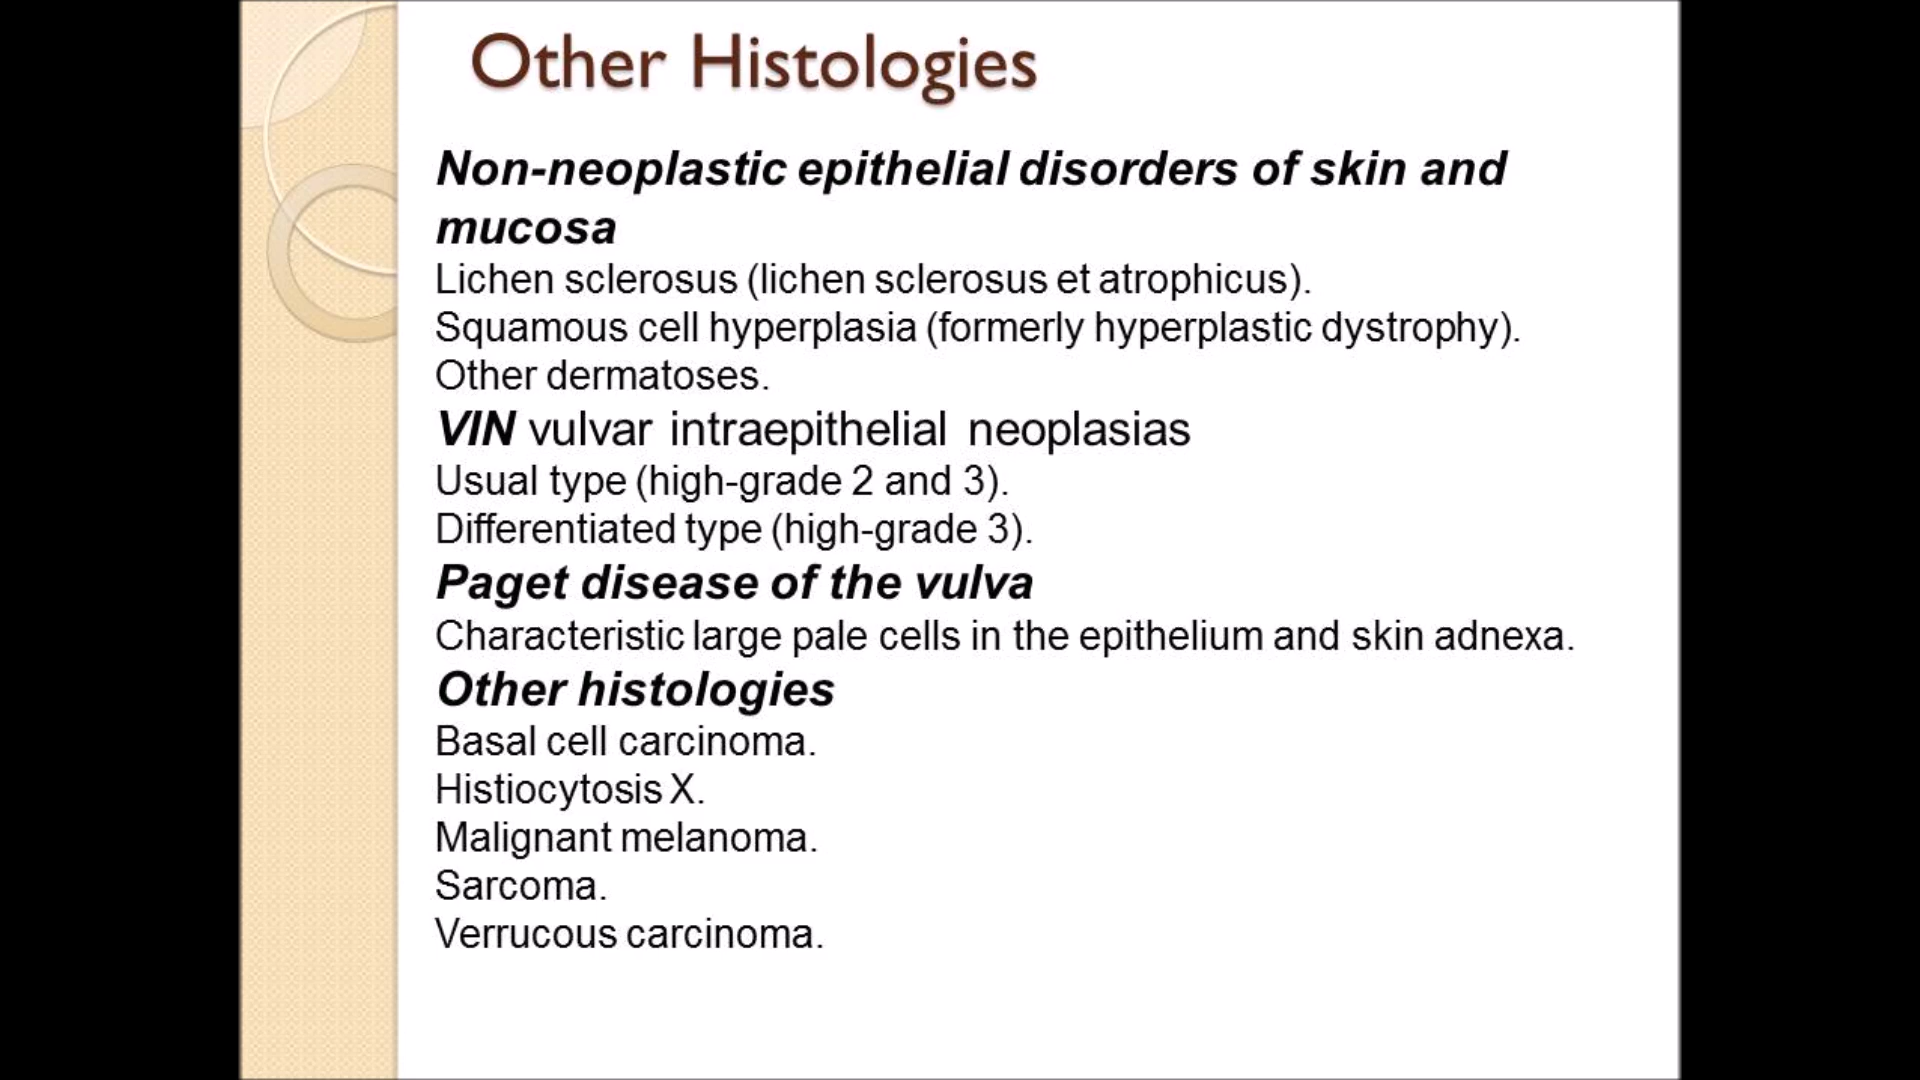 Other Histologies
Non-neoplastic epithelial disorders of skin and
mucosa
Lichen sclerosus (lichen sclerosus et atrophicus).
Squamous cell hyperplasia (formerly hyperplastic dystrophy).
Other dermatoses.
VIN vulvar intraepithelial neoplasias
Usual type (high-grade 2 and 3).
Differentiated type (high-grade 3).
Paget disease of the vulva
Characteristic large pale cells in the epithelium and skin adnexa.
Other histologies
Basal cell carcinoma.
Histiocytosis X.
Malignant melanoma.
Sarcoma.
Verrucous carcinoma.